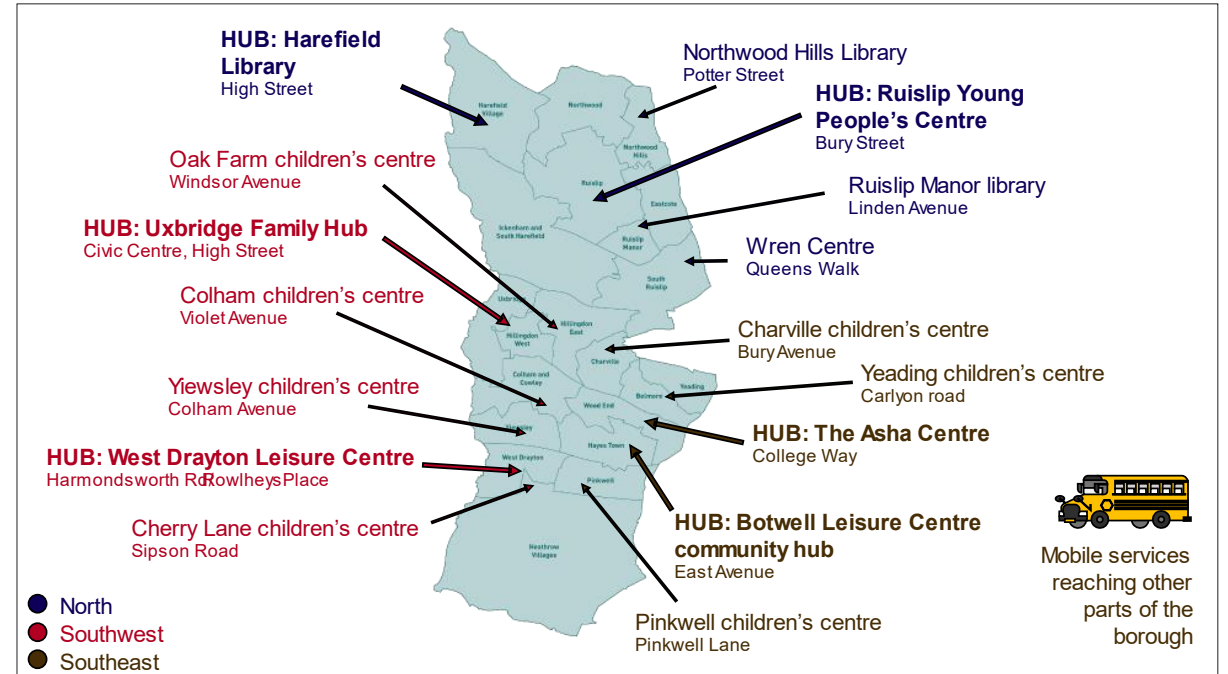 HUB: Harefield
Library
High Street
Northwood Hills Library
Potter Street
HUB: Ruislip Young
People's Centre
Bury Street
Oak Farm children's centre
Windsor Avenue
Ruislip Manor library
Linden Avenue
HUB: Uxbridge Family Hub
Civic Centre, High Street
Wren Centre
Queens Walk
Colham children's centre
Violet Avenue
Charville children's centre
Bury Avenue
Yeading children's centre
Carlyon road
Yiewsley children's centre
Colham Avenue
HUB: The Asha Centre
College Way
HUB: West Drayton Leisure Centre
Harmondsworth Rd Rowlheys Place
HUB: Botwell Leisure Centre
community hub
East Avenue
Cherry Lane children's centre
Sipson Road
Pinkwell children's centre
Pinkwell Lane
Mobile services
reaching other
parts of the
borough
North
Southwest
Southeast
Harefield
Village
Northwood
Northwood
Hills
Ruislip
Eastcote
Ickenham and
South Harefield
Ruislip
Manor
South
Ruislip
Uxbridge
Hillingdon
East
Hillingdon
West
Charville
Colham and
Cowley
Yeading
Belmore
Wood End
Yiewsley
Hayes Town
West Drayton
Pinkwell
Heathrow
Villages